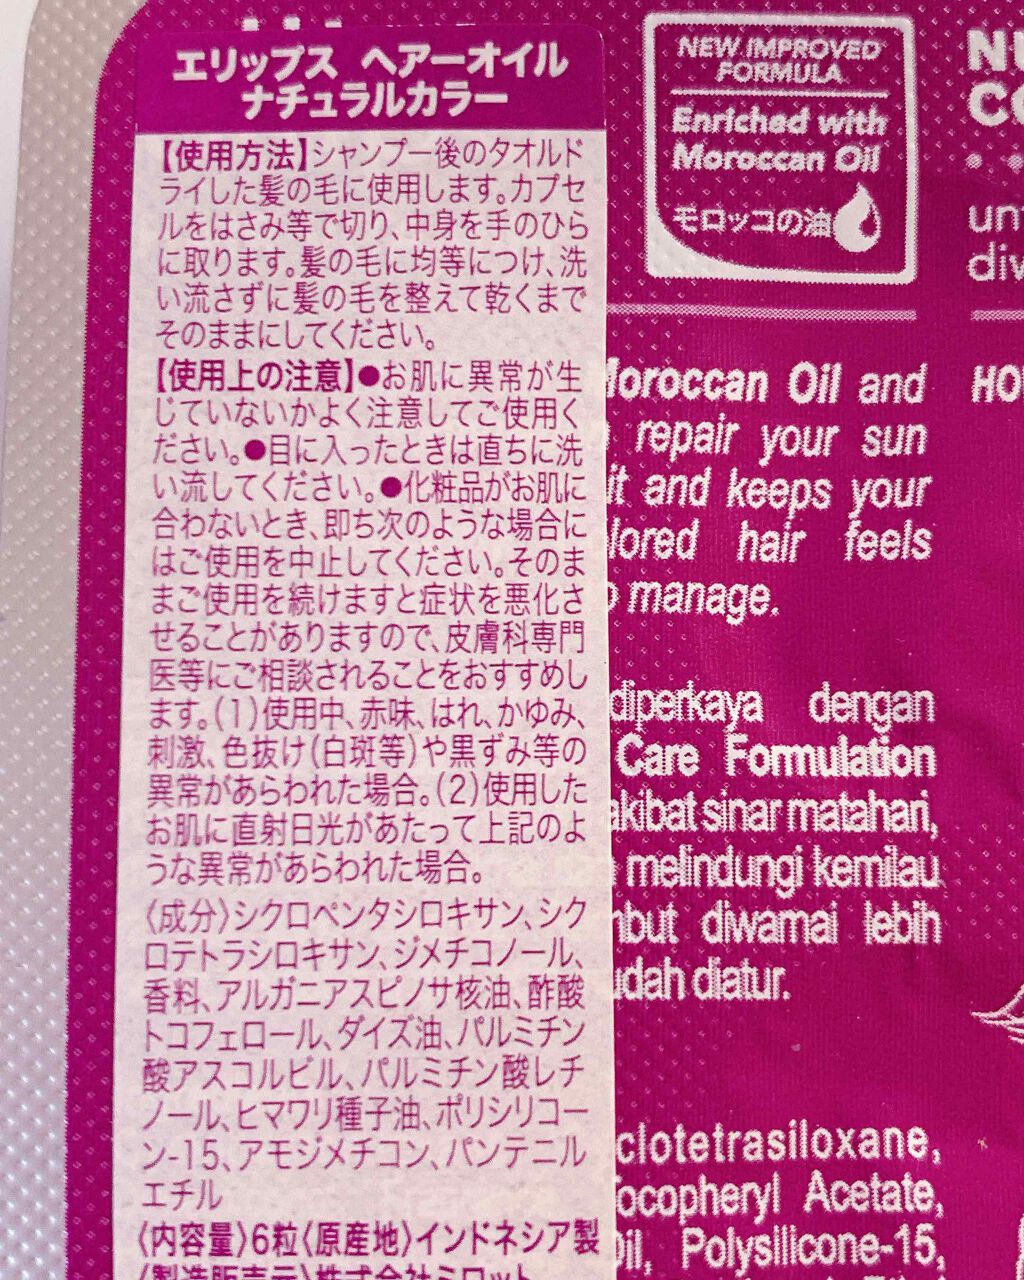 エリップス ヘアーオイル
ナチュラルカラー
【使用方法】シャンプー後のタオルド
ライした髪の毛に使用します。カプセ
ルをはさみ等で切り、中身を手のひら
に取ります。髪の毛に均等につけ、洗
い流さずに髪の毛を整えて乾くまで
そのままにしてください。
【使用上の注意】●お肌に異常が生
じていないかよく注意してご使用く
ださい。●目に入ったときは直ちに洗
い流してください。●化粧品がお肌に
合わないとき、即ち次のような場合に
はご使用を中止してください。そのま
まご使用を続けますと症状を悪化さ
せることがありますので、皮膚科専門
医等にご相談されることをおすすめし
ます。(1)使用中、赤味、はれ、かゆみ、
刺激、色抜け(白斑等)や黒ずみ等の
異常があらわれた場合。(2)使用した
お肌に直射日光があたって上記のよ
うな異常があらわれた場合。
〈成分〉シクロペンタシロキサン、シク
ロテトラシロキサン、ジメチコノール、
香料、アルガニアスピノサ核油、酢酸
トコフェロール、ダイズ油、パルミチン
酸アスコルビル、パルミチン酸レチ
ノール、ヒマワリ種子油、ポリシリコー
ン-15、アモジメチコン、パンテニル
エチル
〈内容量〉6粒〈原産地〉インドネシア製
〈製造販売元〉株式会社ミロット
NEW IMPROVED
FORMULA
Enriched with
Moroccan Oil
モロッコの油
Moroccan Oil and
repair your sun
it and keeps your
lored hair feels
manage.
diperkaya dengan
Care Formulation
akibat sinar matahari,
melindungi kemilau
mbut diwarnai lebih
udah diatur.
clotetrasiloxane,
Tocopheryl Acetate,
Oil, Polysilicone-15,
un
div
HO